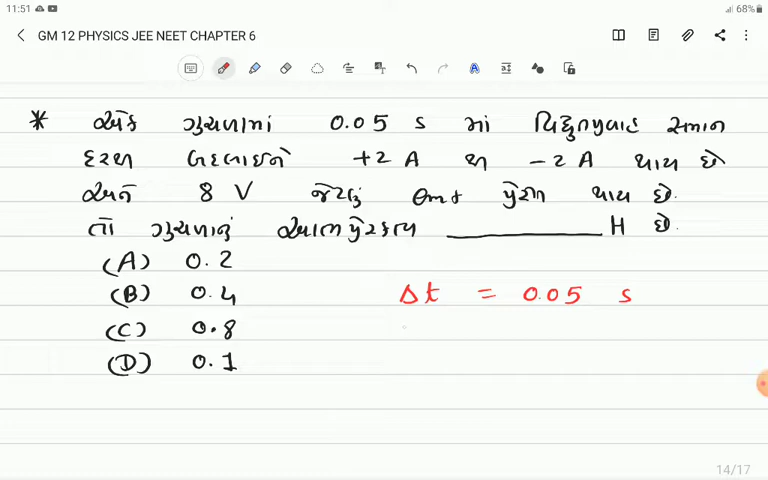 11:51
68%
GM 12 PHYSICS JEE NEET CHAPTER 6
* એક ગૂચળામાં 0.05 s માં વિદ્યુતપ્રવાહ સમાન
દરથી બદલાઇને +2 A થી -2 A થાય છે
અને 8 V જેટલું emf પ્રેરીત થાય છે.
તો ગૂચળાનું આત્મપ્રેરકત્વ ________ H છે.
(A) 0.2
(B) 0.4
(C) 0.8
(D) 0.1
Δt = 0.05 s
14/17